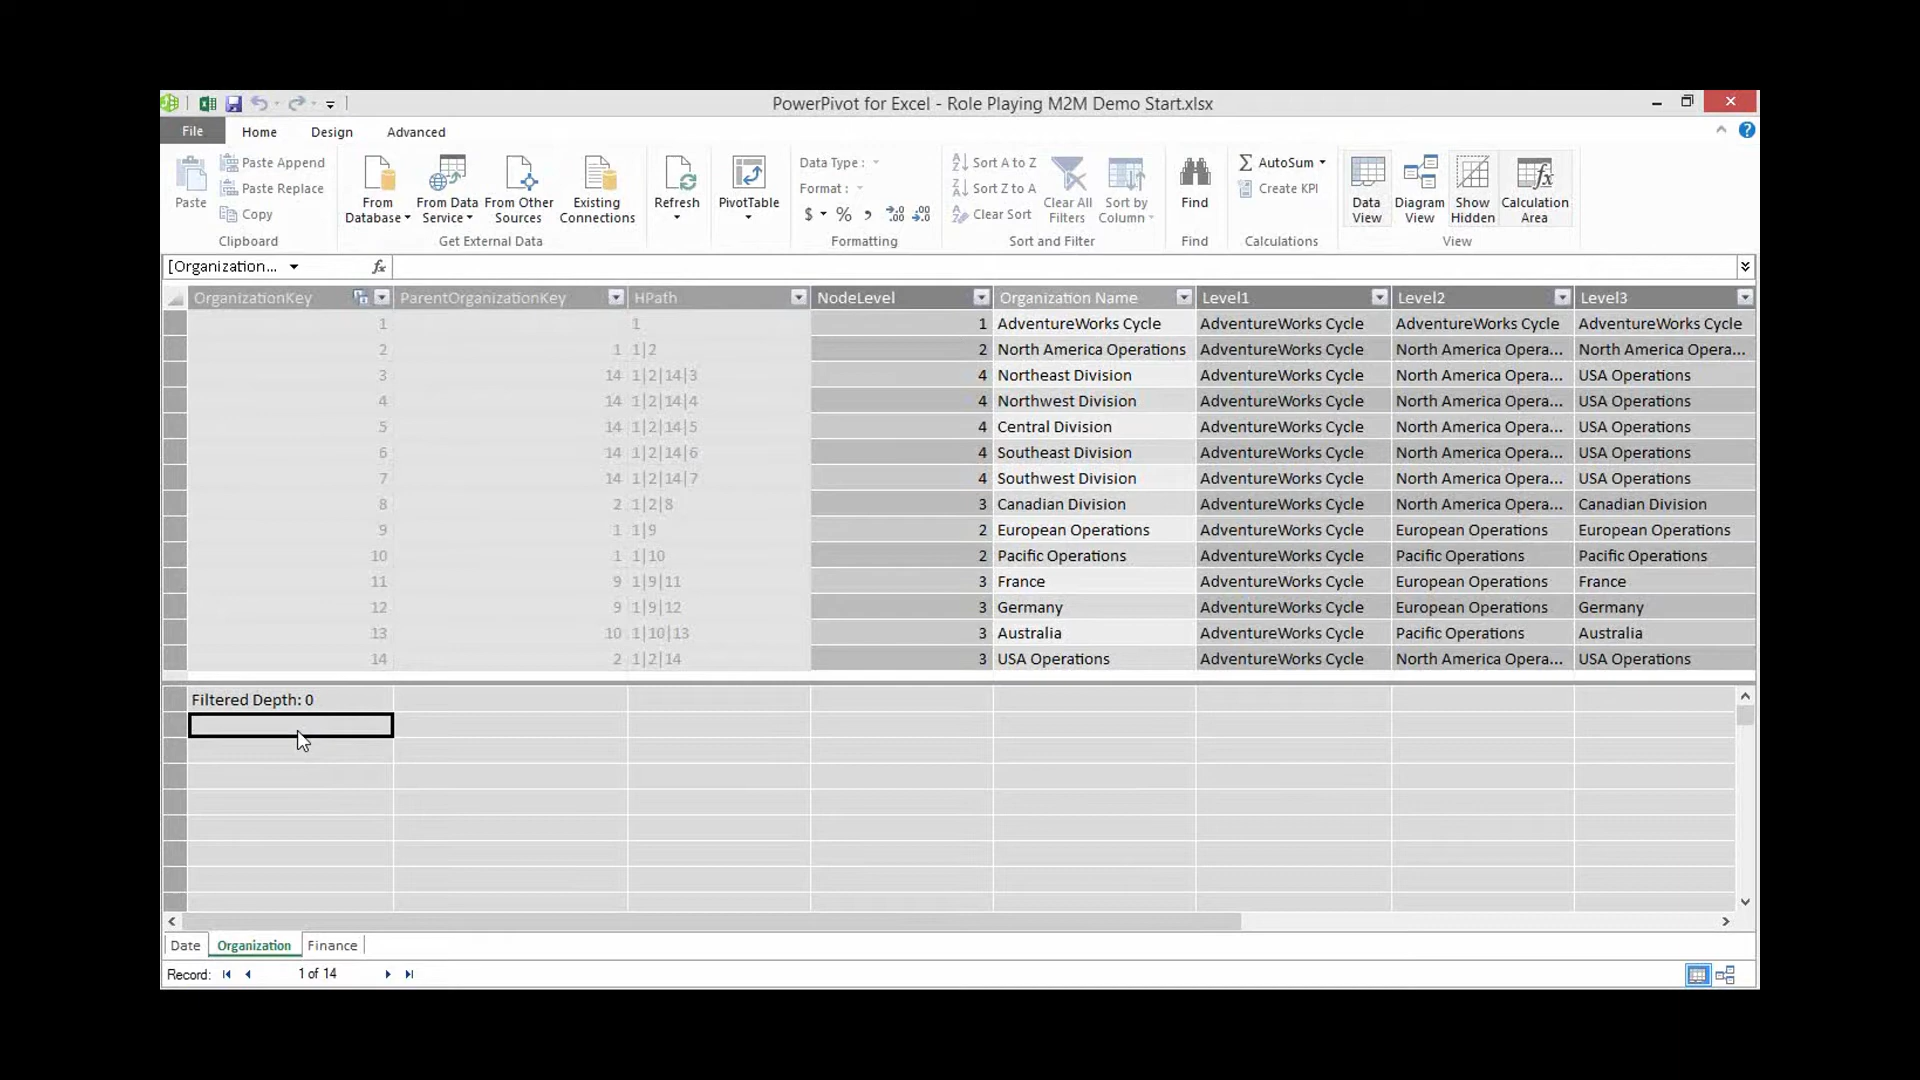 PowerPivot for Excel - Role Playing M2M Demo Start.xlsx
File Home Design Advanced
Paste
Paste Append
Paste Replace
Copy
Clipboard
From Database
From Data Service
From Other Sources
Existing Connections
Get External Data
Refresh
PivotTable
Data Type :
Format :
$ % , .00 .00
Formatting
Sort A to Z
Sort Z to A
Clear Sort
Clear All Filters
Sort by Column
Sort and Filter
Find
Find
AutoSum
Create KPI
Calculations
Data View
Diagram View
Show Hidden
Calculation Area
View
[Organization... fx
OrganizationKey ParentOrganizationKey HPath NodeLevel Organization Name Level1 Level2 Level3
1 1 1 AdventureWorks Cycle AdventureWorks Cycle AdventureWorks Cycle AdventureWorks Cycle
2 1 1|2 2 North America Operations AdventureWorks Cycle North America Opera... North America Opera...
3 14 1|2|14|3 4 Northeast Division AdventureWorks Cycle North America Opera... USA Operations
4 14 1|2|14|4 4 Northwest Division AdventureWorks Cycle North America Opera... USA Operations
5 14 1|2|14|5 4 Central Division AdventureWorks Cycle North America Opera... USA Operations
6 14 1|2|14|6 4 Southeast Division AdventureWorks Cycle North America Opera... USA Operations
7 14 1|2|14|7 4 Southwest Division AdventureWorks Cycle North America Opera... USA Operations
8 2 1|2|8 3 Canadian Division AdventureWorks Cycle North America Opera... Canadian Division
9 1 1|9 2 European Operations AdventureWorks Cycle European Operations European Operations
10 1 1|10 2 Pacific Operations AdventureWorks Cycle Pacific Operations Pacific Operations
11 9 1|9|11 3 France AdventureWorks Cycle European Operations France
12 9 1|9|12 3 Germany AdventureWorks Cycle European Operations Germany
13 10 1|10|13 3 Australia AdventureWorks Cycle Pacific Operations Australia
14 2 1|2|14 3 USA Operations AdventureWorks Cycle North America Opera... USA Operations
Filtered Depth: 0
Date Organization Finance
Record: 1 of 14